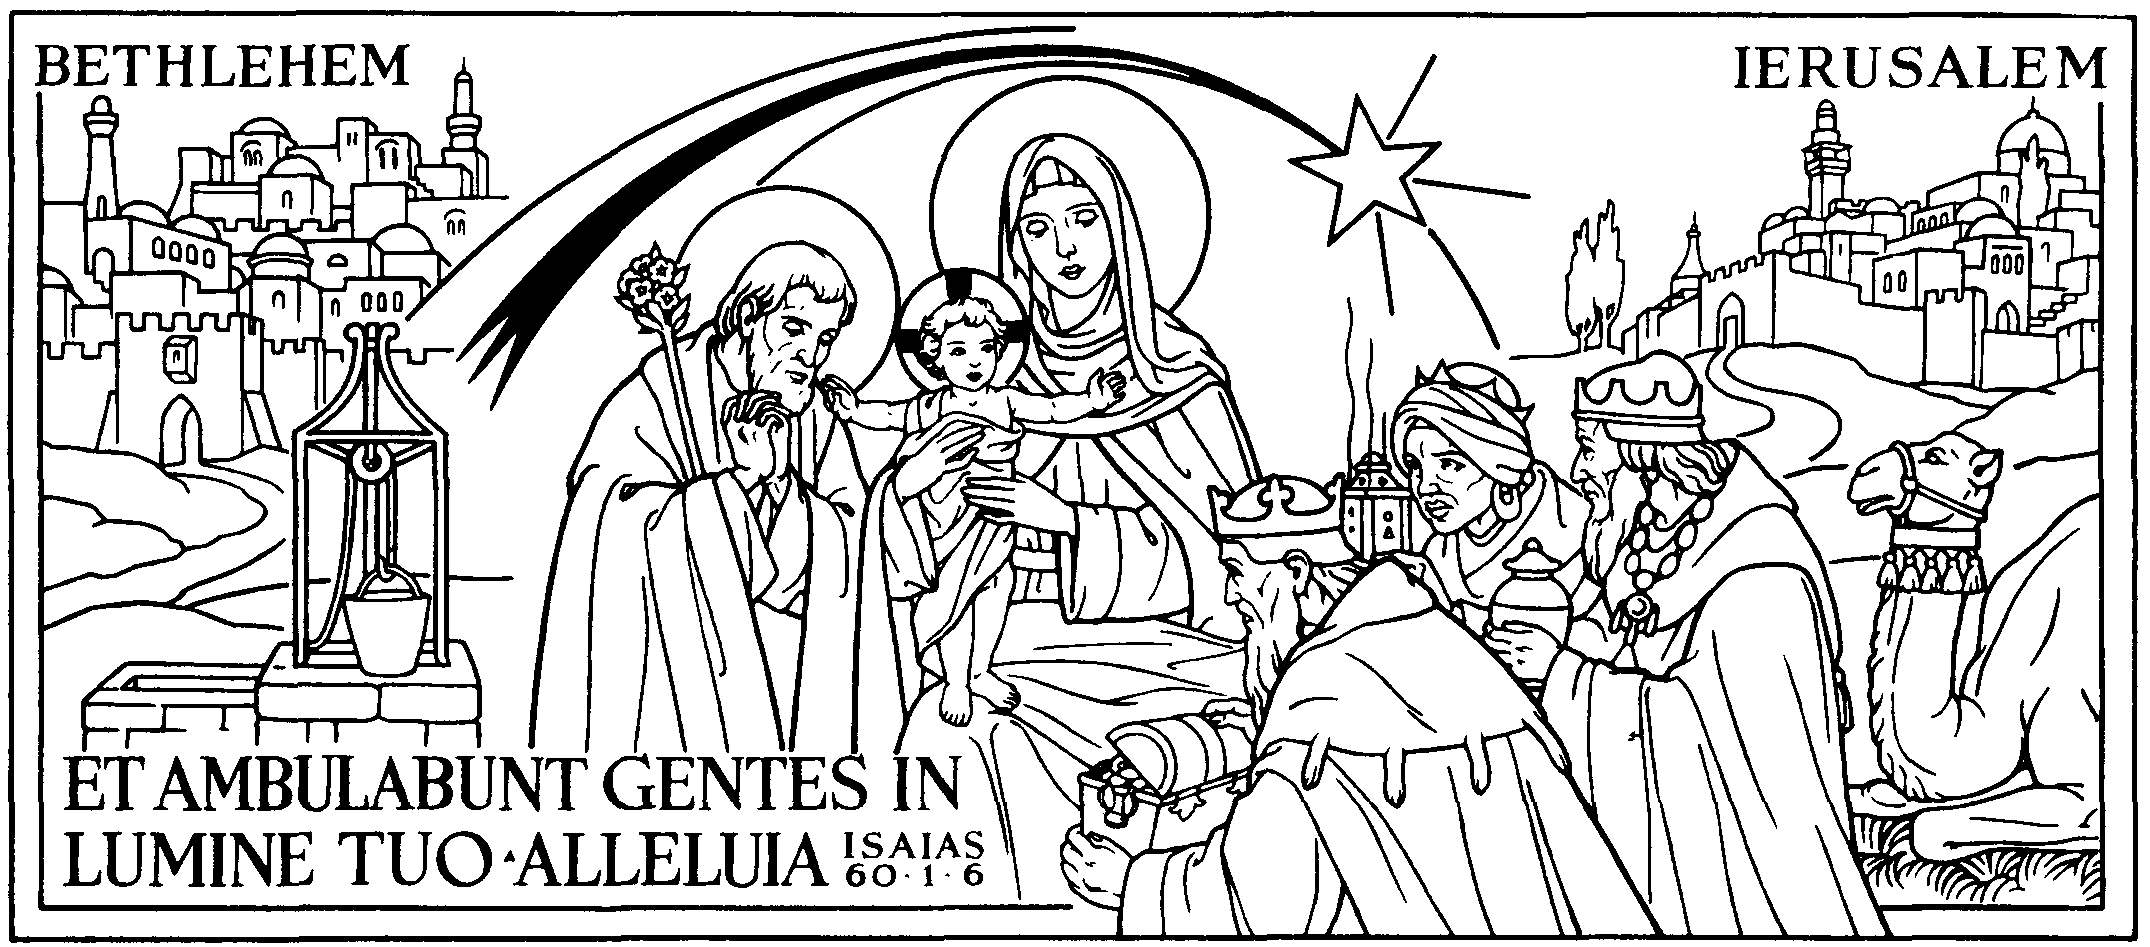 BETHLEHEM
IERUSALEM
ET AMBULABUNT GENTES IN
LUMINE TUO · ALLELUIA ISAIAS
60 · 1 · 6